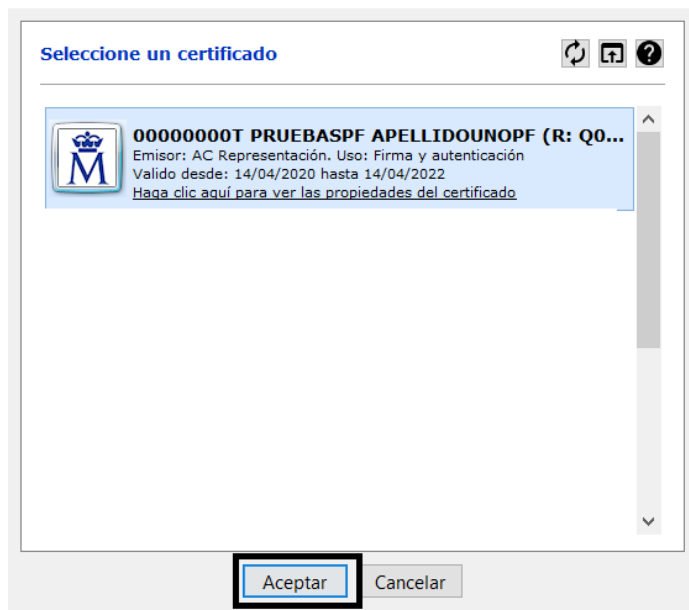 Seleccione un certificado
00000000T PRUEBASPF APELLIDOUNOPF (R: Q0...
Emisor: AC Representación. Uso: Firma y autenticación
Valido desde: 14/04/2020 hasta 14/04/2022
Haga clic aquí para ver las propiedades del certificado
Aceptar
Cancelar